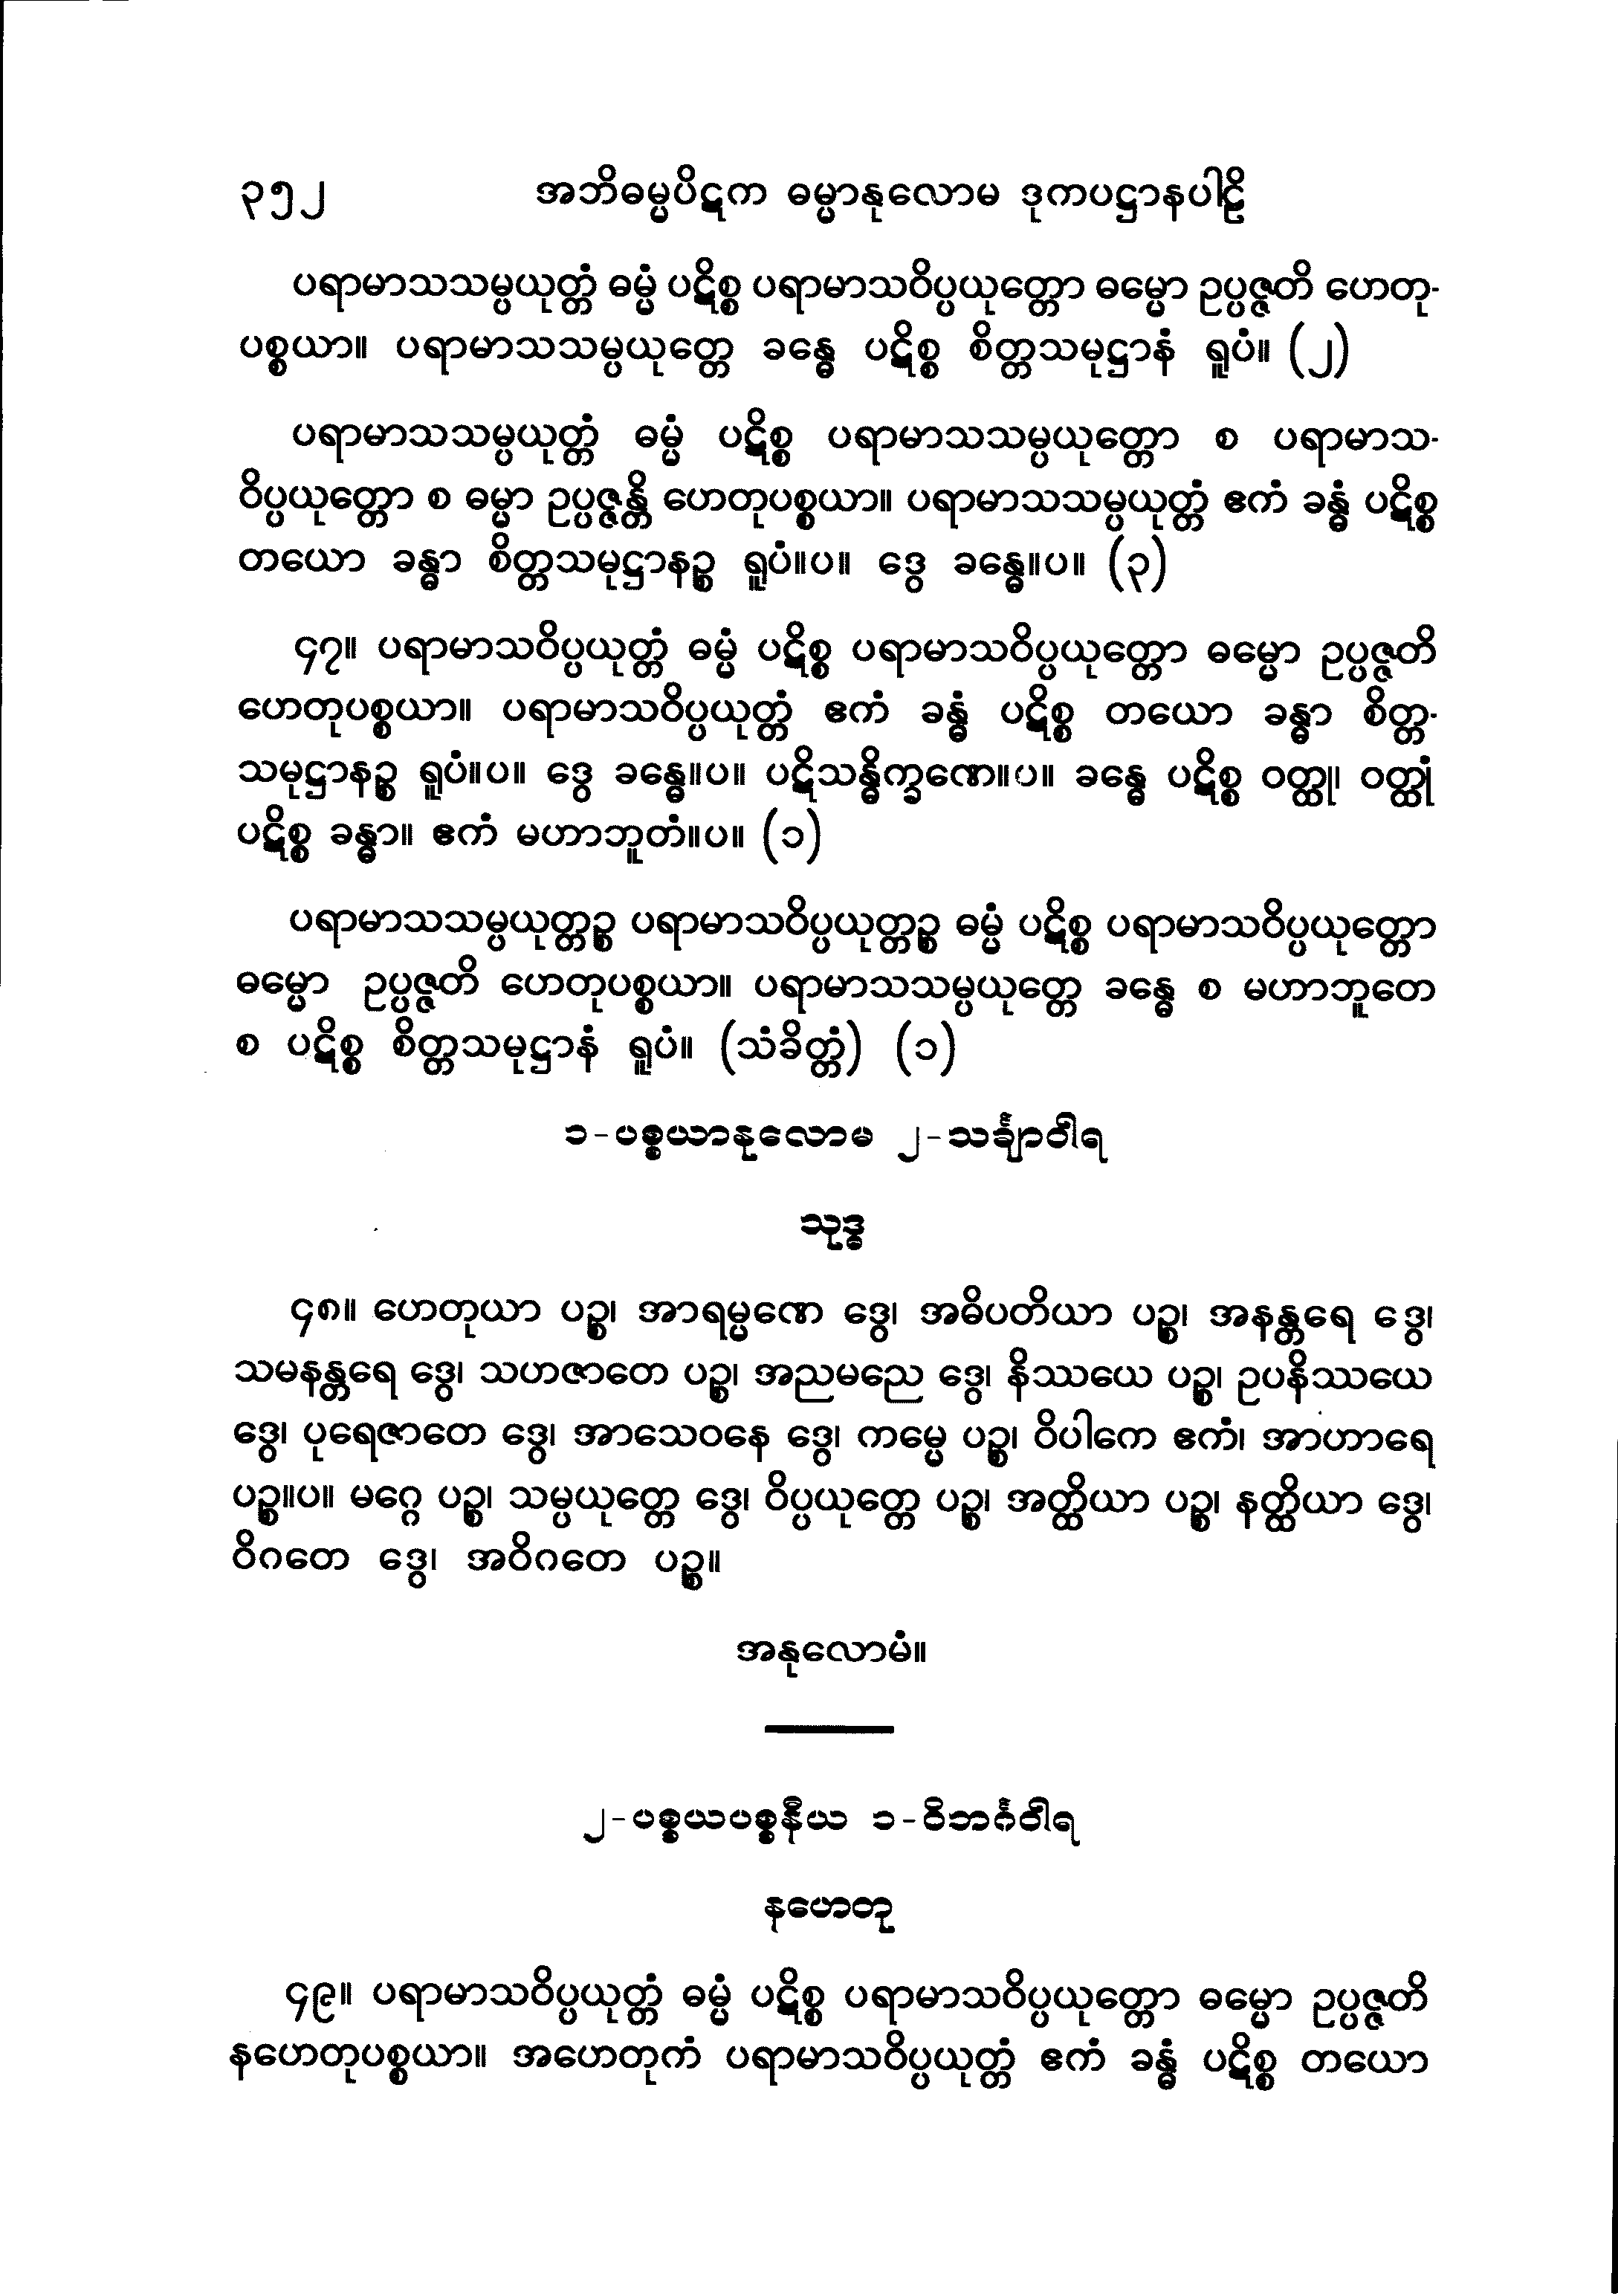 ၃၅၂ အဘိဓမ္မပိဋက ဓမ္မာနုလောမ ဒုကပဋ္ဌာနပါဠိ
ပရာမာသသမ္ပယုတ္တံ ဓမ္မံ ပဋိစ္စ ပရာမာသဝိပ္ပယုတ္တော ဓမ္မော ဥပ္ပဇ္ဇတိ ဟေတု-
ပစ္စယာ။ ပရာမာသသမ္ပယုတ္တေ ခန္ဓေ ပဋိစ္စ စိတ္တသမုဋ္ဌာနံ ရူပံ။ (၂)
ပရာမာသသမ္ပယုတ္တံ ဓမ္မံ ပဋိစ္စ ပရာမာသသမ္ပယုတ္တော စ ပရာမာသ-
ဝိပ္ပယုတ္တော စ ဓမ္မာ ဥပ္ပဇ္ဇန္တိ ဟေတုပစ္စယာ။ ပရာမာသသမ္ပယုတ္တံ ဧကံ ခန္ဓံ ပဋိစ္စ
တယော ခန္ဓာ စိတ္တသမုဋ္ဌာနဉ္စ ရူပံ။ပ။ ဒွေ ခန္ဓေ။ပ။ (၃)
၄၇။ ပရာမာသဝိပ္ပယုတ္တံ ဓမ္မံ ပဋိစ္စ ပရာမာသဝိပ္ပယုတ္တော ဓမ္မော ဥပ္ပဇ္ဇတိ
ဟေတုပစ္စယာ။ ပရာမာသဝိပ္ပယုတ္တံ ဧကံ ခန္ဓံ ပဋိစ္စ တယော ခန္ဓာ စိတ္တ-
သမုဋ္ဌာနဉ္စ ရူပံ။ပ။ ဒွေ ခန္ဓေ။ပ။ ပဋိသန္ဓိက္ခဏေ။ပ။ ခန္ဓေ ပဋိစ္စ ဝတ္ထု၊ ဝတ္ထုံ
ပဋိစ္စ ခန္ဓာ။ ဧကံ မဟာဘူတံ။ပ။ (၁)
ပရာမာသသမ္ပယုတ္တဉ္စ ပရာမာသဝိပ္ပယုတ္တဉ္စ ဓမ္မံ ပဋိစ္စ ပရာမာသဝိပ္ပယုတ္တော
ဓမ္မော ဥပ္ပဇ္ဇတိ ဟေတုပစ္စယာ။ ပရာမာသသမ္ပယုတ္တေ ခန္ဓေ စ မဟာဘူတေ
စ ပဋိစ္စ စိတ္တသမုဋ္ဌာနံ ရူပံ။ (သံခိတ္တံ) (၁)
၁-ပစ္စယာနုလောမ ၂-သင်္ချာဝါရ
သုဒ္ဓ
၄၈။ ဟေတုယာ ပဉ္စ၊ အာရမ္မဏေ ဒွေ၊ အဓိပတိယာ ပဉ္စ၊ အနန္တရေ ဒွေ၊
သမနန္တရေ ဒွေ၊ သဟဇာတေ ပဉ္စ၊ အညမညေ ဒွေ၊ နိဿယေ ပဉ္စ၊ ဥပနိဿယေ
ဒွေ၊ ပုရေဇာတေ ဒွေ၊ အာသေဝနေ ဒွေ၊ ကမ္မေ ပဉ္စ၊ ဝိပါကေ ဧကံ၊ အာဟာရေ
ပဉ္စ။ပ။ မဂ္ဂေ ပဉ္စ၊ သမ္ပယုတ္တေ ဒွေ၊ ဝိပ္ပယုတ္တေ ပဉ္စ၊ အတ္ထိယာ ပဉ္စ၊ နတ္ထိယာ ဒွေ၊
ဝိဂတေ ဒွေ၊ အဝိဂတေ ပဉ္စ။
အနုလောမံ။
၂-ပစ္စယပစ္စနီယ ၁-ဝိဘင်္ဂဝါရ
နဟေတု
၄၉။ ပရာမာသဝိပ္ပယုတ္တံ ဓမ္မံ ပဋိစ္စ ပရာမာသဝိပ္ပယုတ္တော ဓမ္မော ဥပ္ပဇ္ဇတိ
နဟေတုပစ္စယာ။ အဟေတုကံ ပရာမာသဝိပ္ပယုတ္တံ ဧကံ ခန္ဓံ ပဋိစ္စ တယော